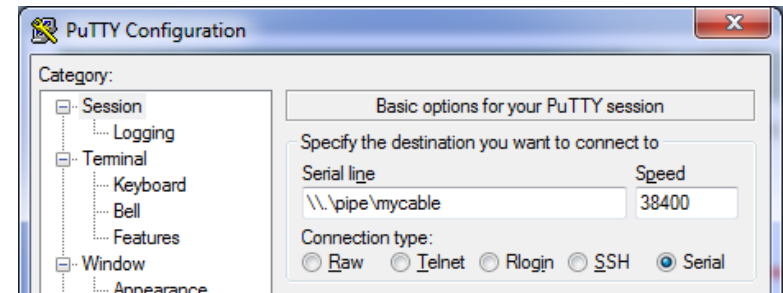 PuTTY Configuration
Category:
Session
Logging
Terminal
Keyboard
Bell
Features
Window
Appearance
Basic options for your PuTTY session
Specify the destination you want to connect to
Serial line Speed
\\.\pipe\mycable 38400
Connection type:
Raw Telnet Rlogin SSH Serial